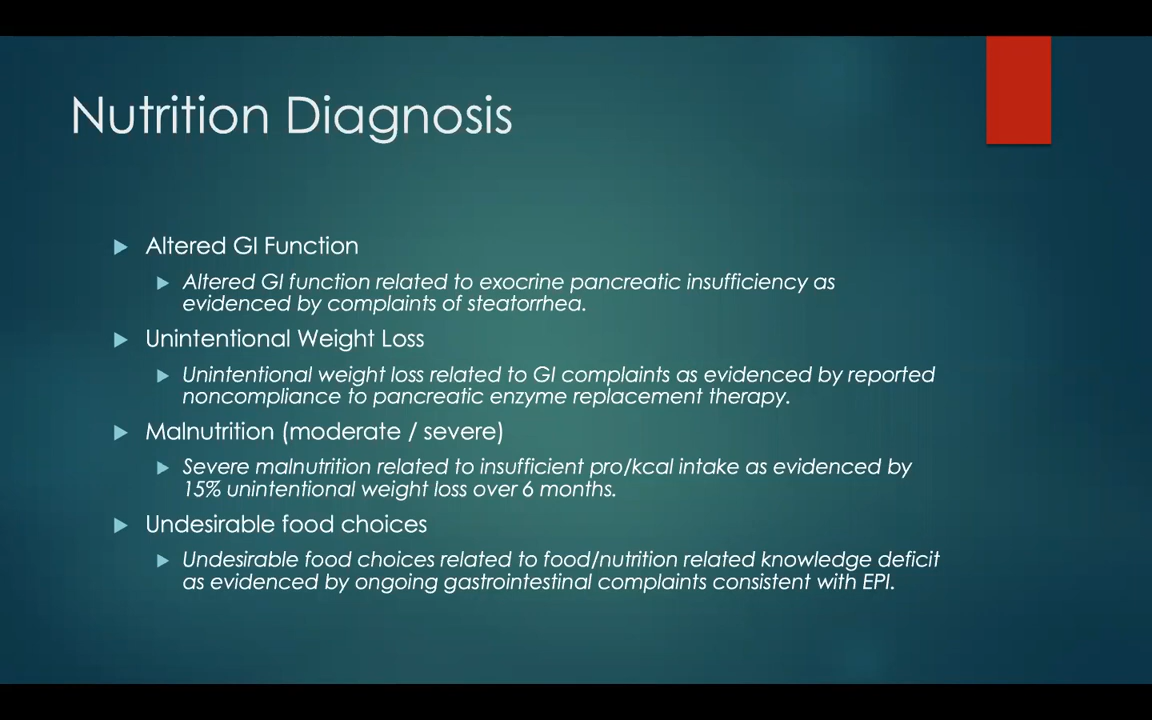 Nutrition Diagnosis
Altered GI Function
Altered GI function related to exocrine pancreatic insufficiency as
evidenced by complaints of steatorrhea.
Unintentional Weight Loss
Unintentional weight loss related to GI complaints as evidenced by reported
noncompliance to pancreatic enzyme replacement therapy.
Malnutrition (moderate / severe)
Severe malnutrition related to insufficient pro/kcal intake as evidenced by
15% unintentional weight loss over 6 months.
Undesirable food choices
Undesirable food choices related to food/nutrition related knowledge deficit
as evidenced by ongoing gastrointestinal complaints consistent with EPI.